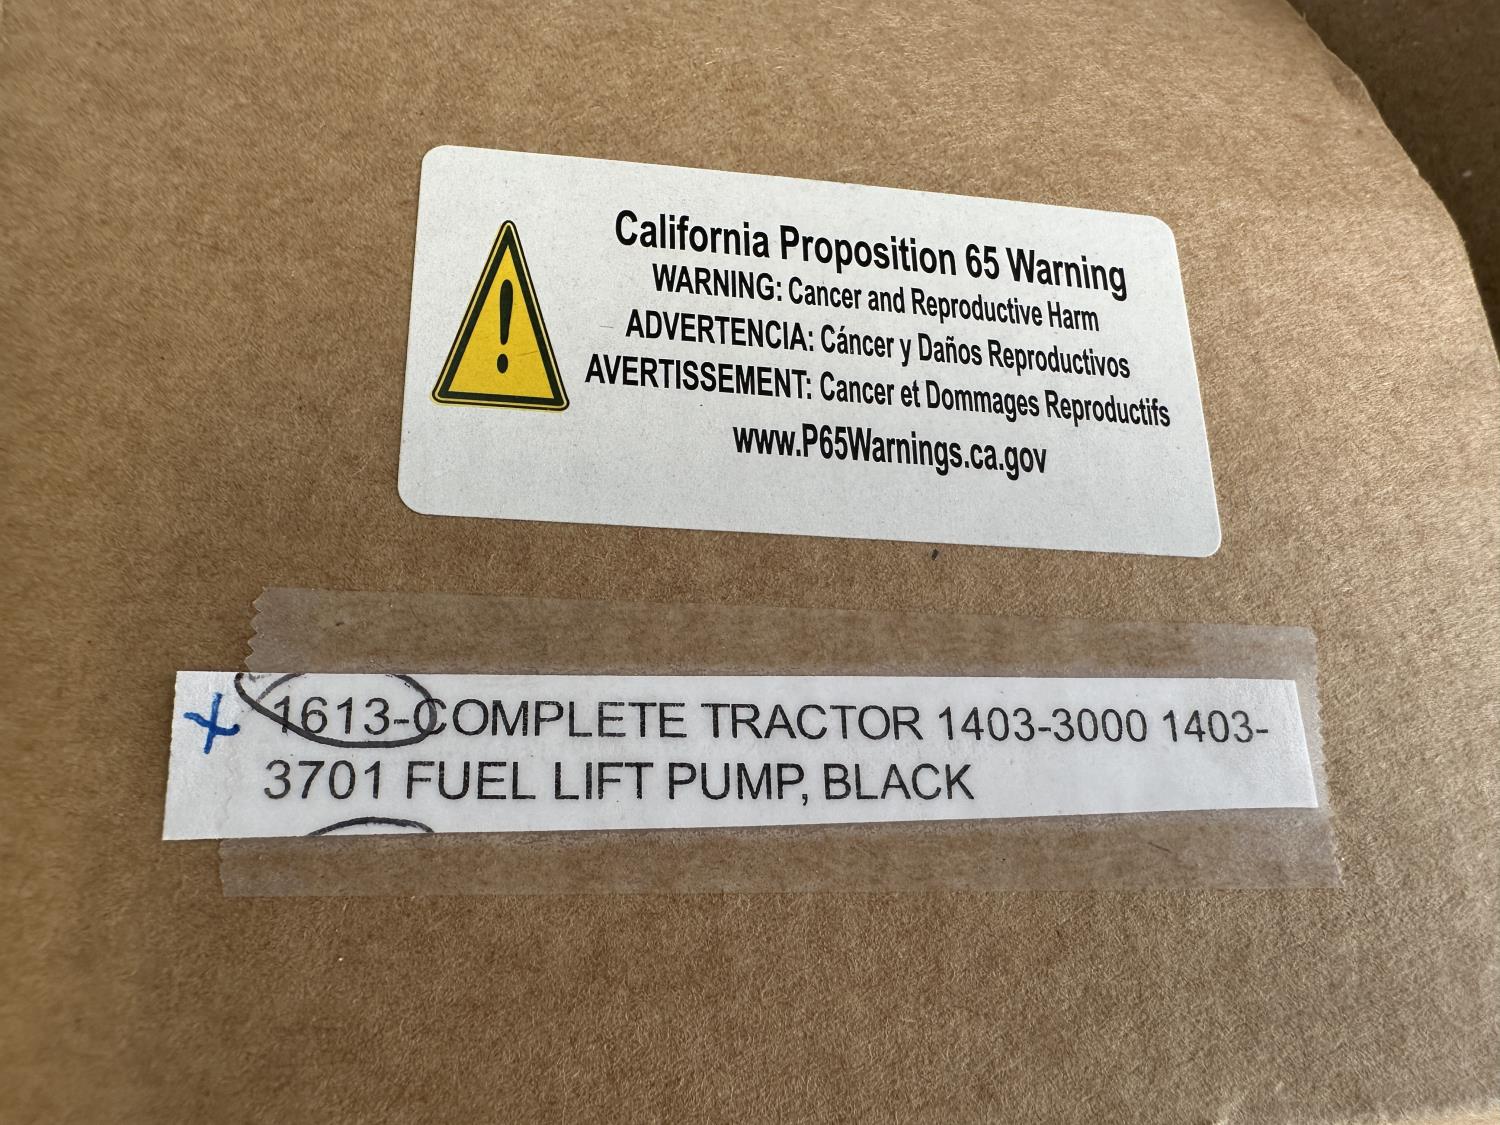 California Proposition 65 Warning
WARNING: Cancer and Reproductive Harm
ADVERTENCIA: Cáncer y Daños Reproductivos
AVERTISSEMENT: Cancer et Dommages Reproductifs
www.P65Warnings.ca.gov
1613-COMPLETE TRACTOR 1403-3000 1403-
3701 FUEL LIFT PUMP, BLACK